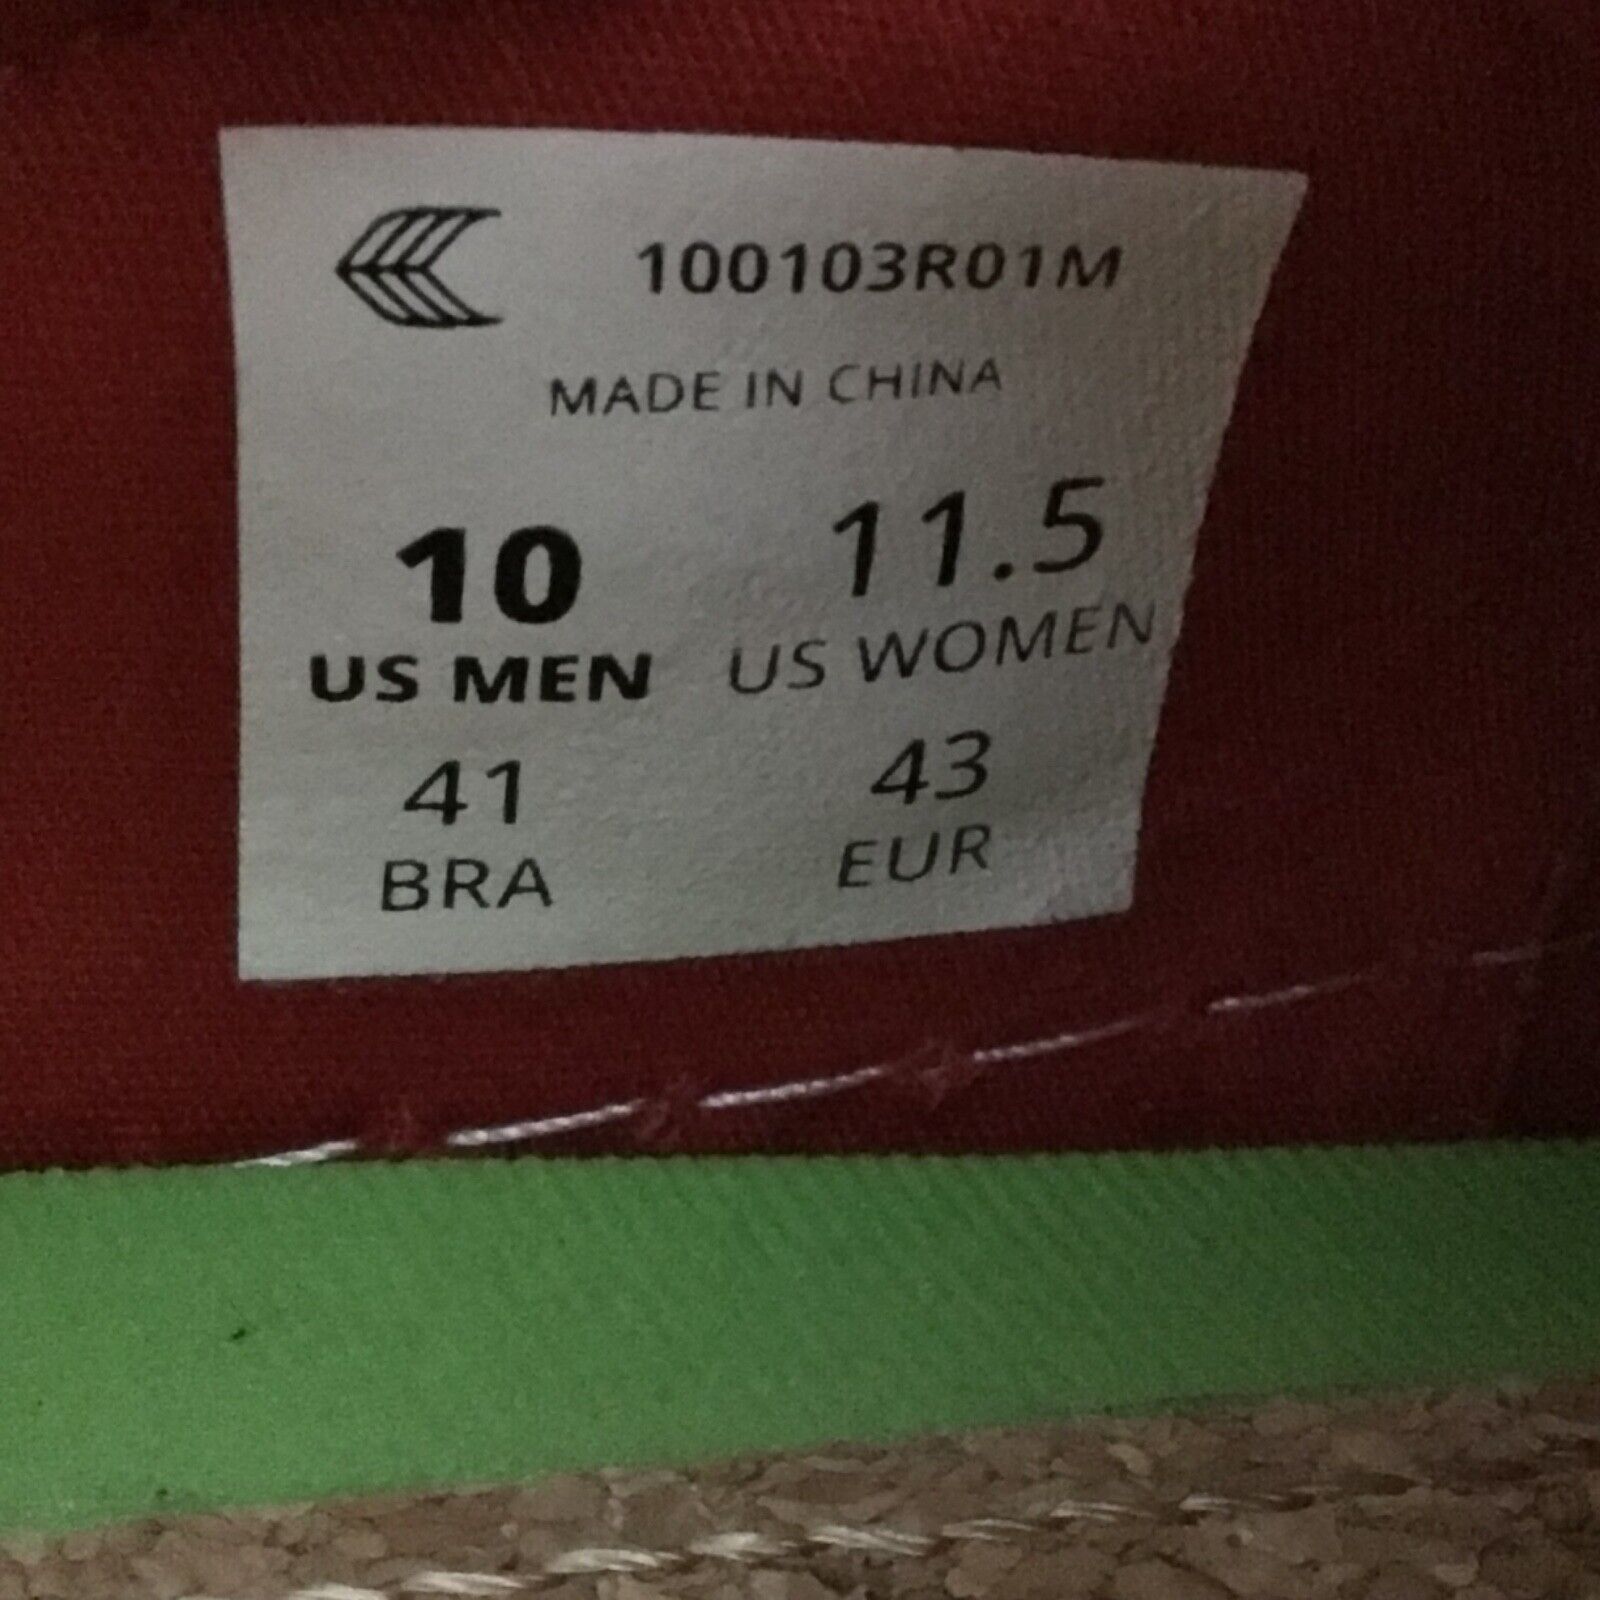 100103R01M
MADE IN CHINA
10 11.5
US MEN US WOMEN
41 43
BRA EUR